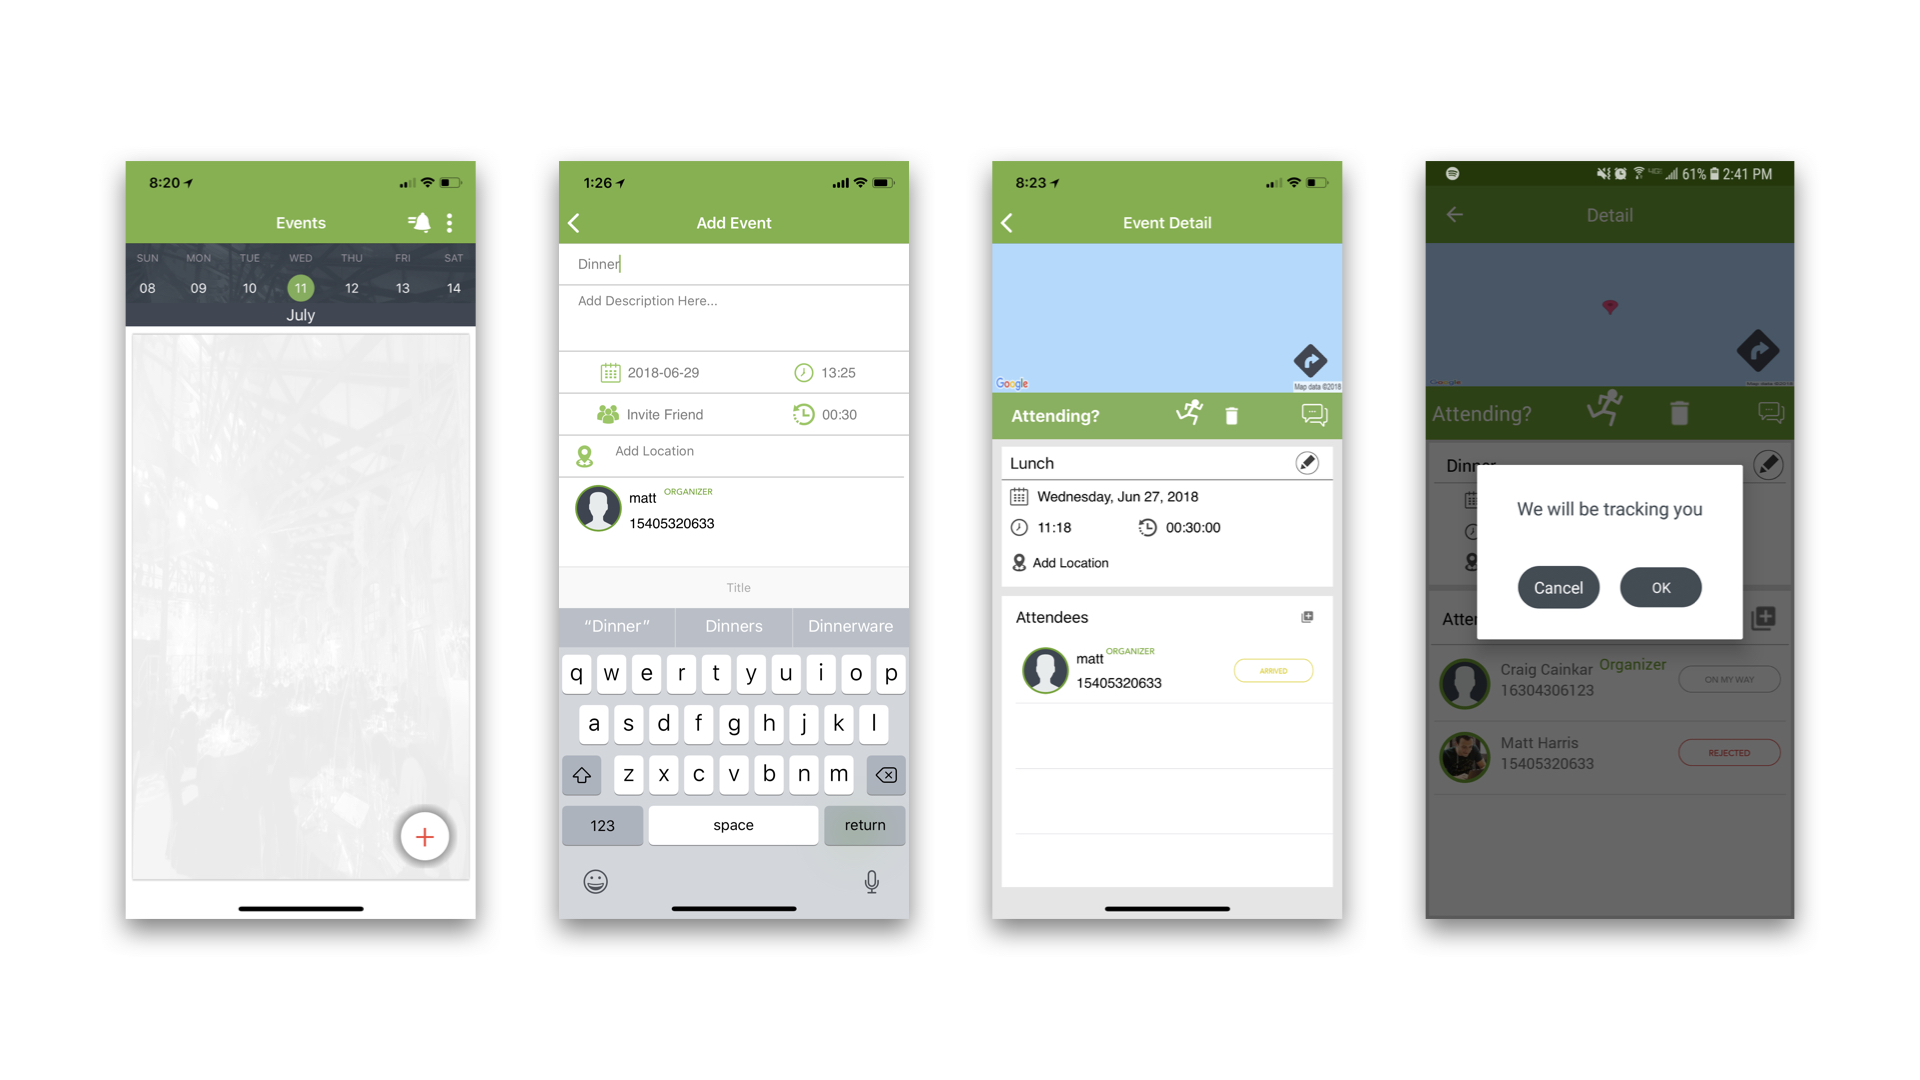 8:20
Events
SUN MON TUE WED THU FRI SAT
08 09 10 11 12 13 14
July
1:26
Add Event
Dinner
Add Description Here...
2018-06-29 13:25
Invite Friend 00:30
Add Location
matt ORGANIZER
15405320633
Title
“Dinner” Dinners Dinnerware
q w e r t y u i o p
a s d f g h j k l
z x c v b n m
123 space return
8:23
Event Detail
Google
Map data ©2018
Attending?
Lunch
Wednesday, Jun 27, 2018
11:18 00:30:00
Add Location
Attendees
matt ORGANIZER
15405320633
ARRIVED
61% 2:41 PM
Detail
Attending?
Dinner
We will be tracking you
Cancel OK
Atte
Craig Cainkar Organizer
16304306123
ON MY WAY
Matt Harris
15405320633
REJECTED